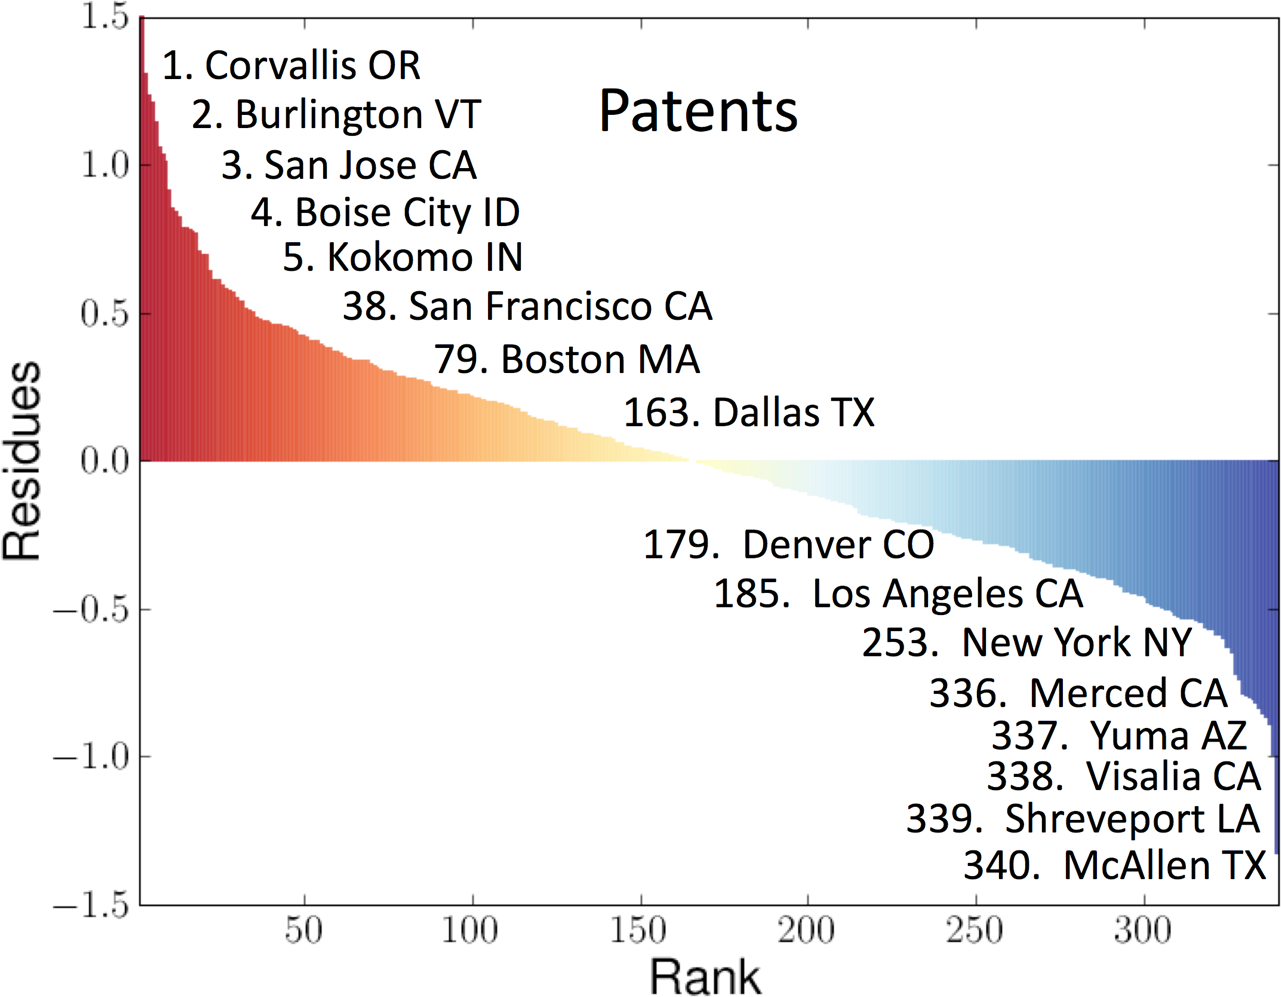 Patents
1. Corvallis OR
2. Burlington VT
3. San Jose CA
4. Boise City ID
5. Kokomo IN
38. San Francisco CA
79. Boston MA
163. Dallas TX
179. Denver CO
185. Los Angeles CA
253. New York NY
336. Merced CA
337. Yuma AZ
338. Visalia CA
339. Shreveport LA
340. McAllen TX
Residues
1.5
1.0
0.5
0.0
−0.5
−1.0
−1.5
50 100 150 200 250 300
Rank